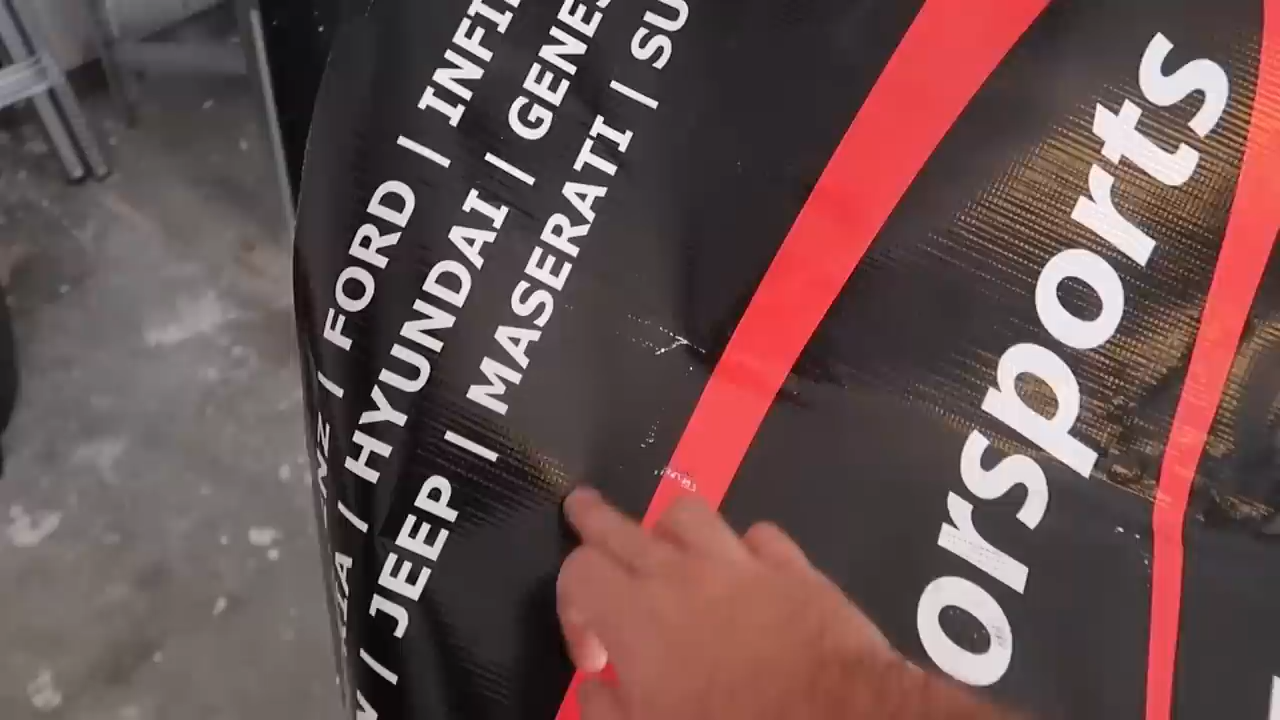 FORD | INFI
HYUNDAI | GENES
/ JEEP | MASERATI | SU
orsports